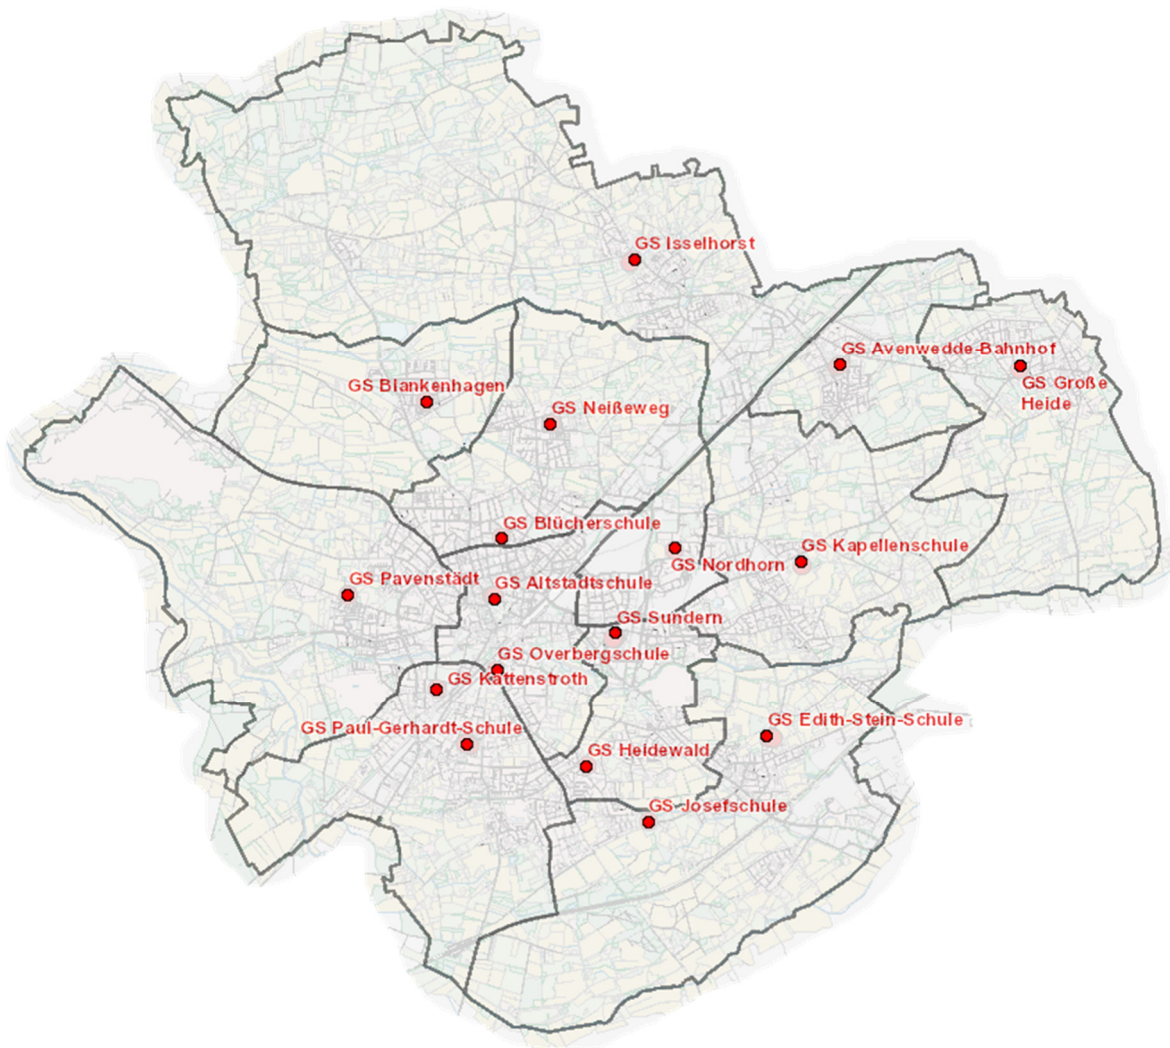 GS Isselhorst
GS Avenwedde-Bahnhof
GS Große
Heide
GS Blankenhagen
GS Neißeweg
GS Blücherschule
GS Kapellenschule
GS Nordhorn
GS Pavenstädt
GS Altstadtschule
GS Sundern
GS Overbergschule
GS Kattenstroth
GS Edith-Stein-Schule
GS Paul-Gerhardt-Schule
GS Heidewald
GS Josefschule